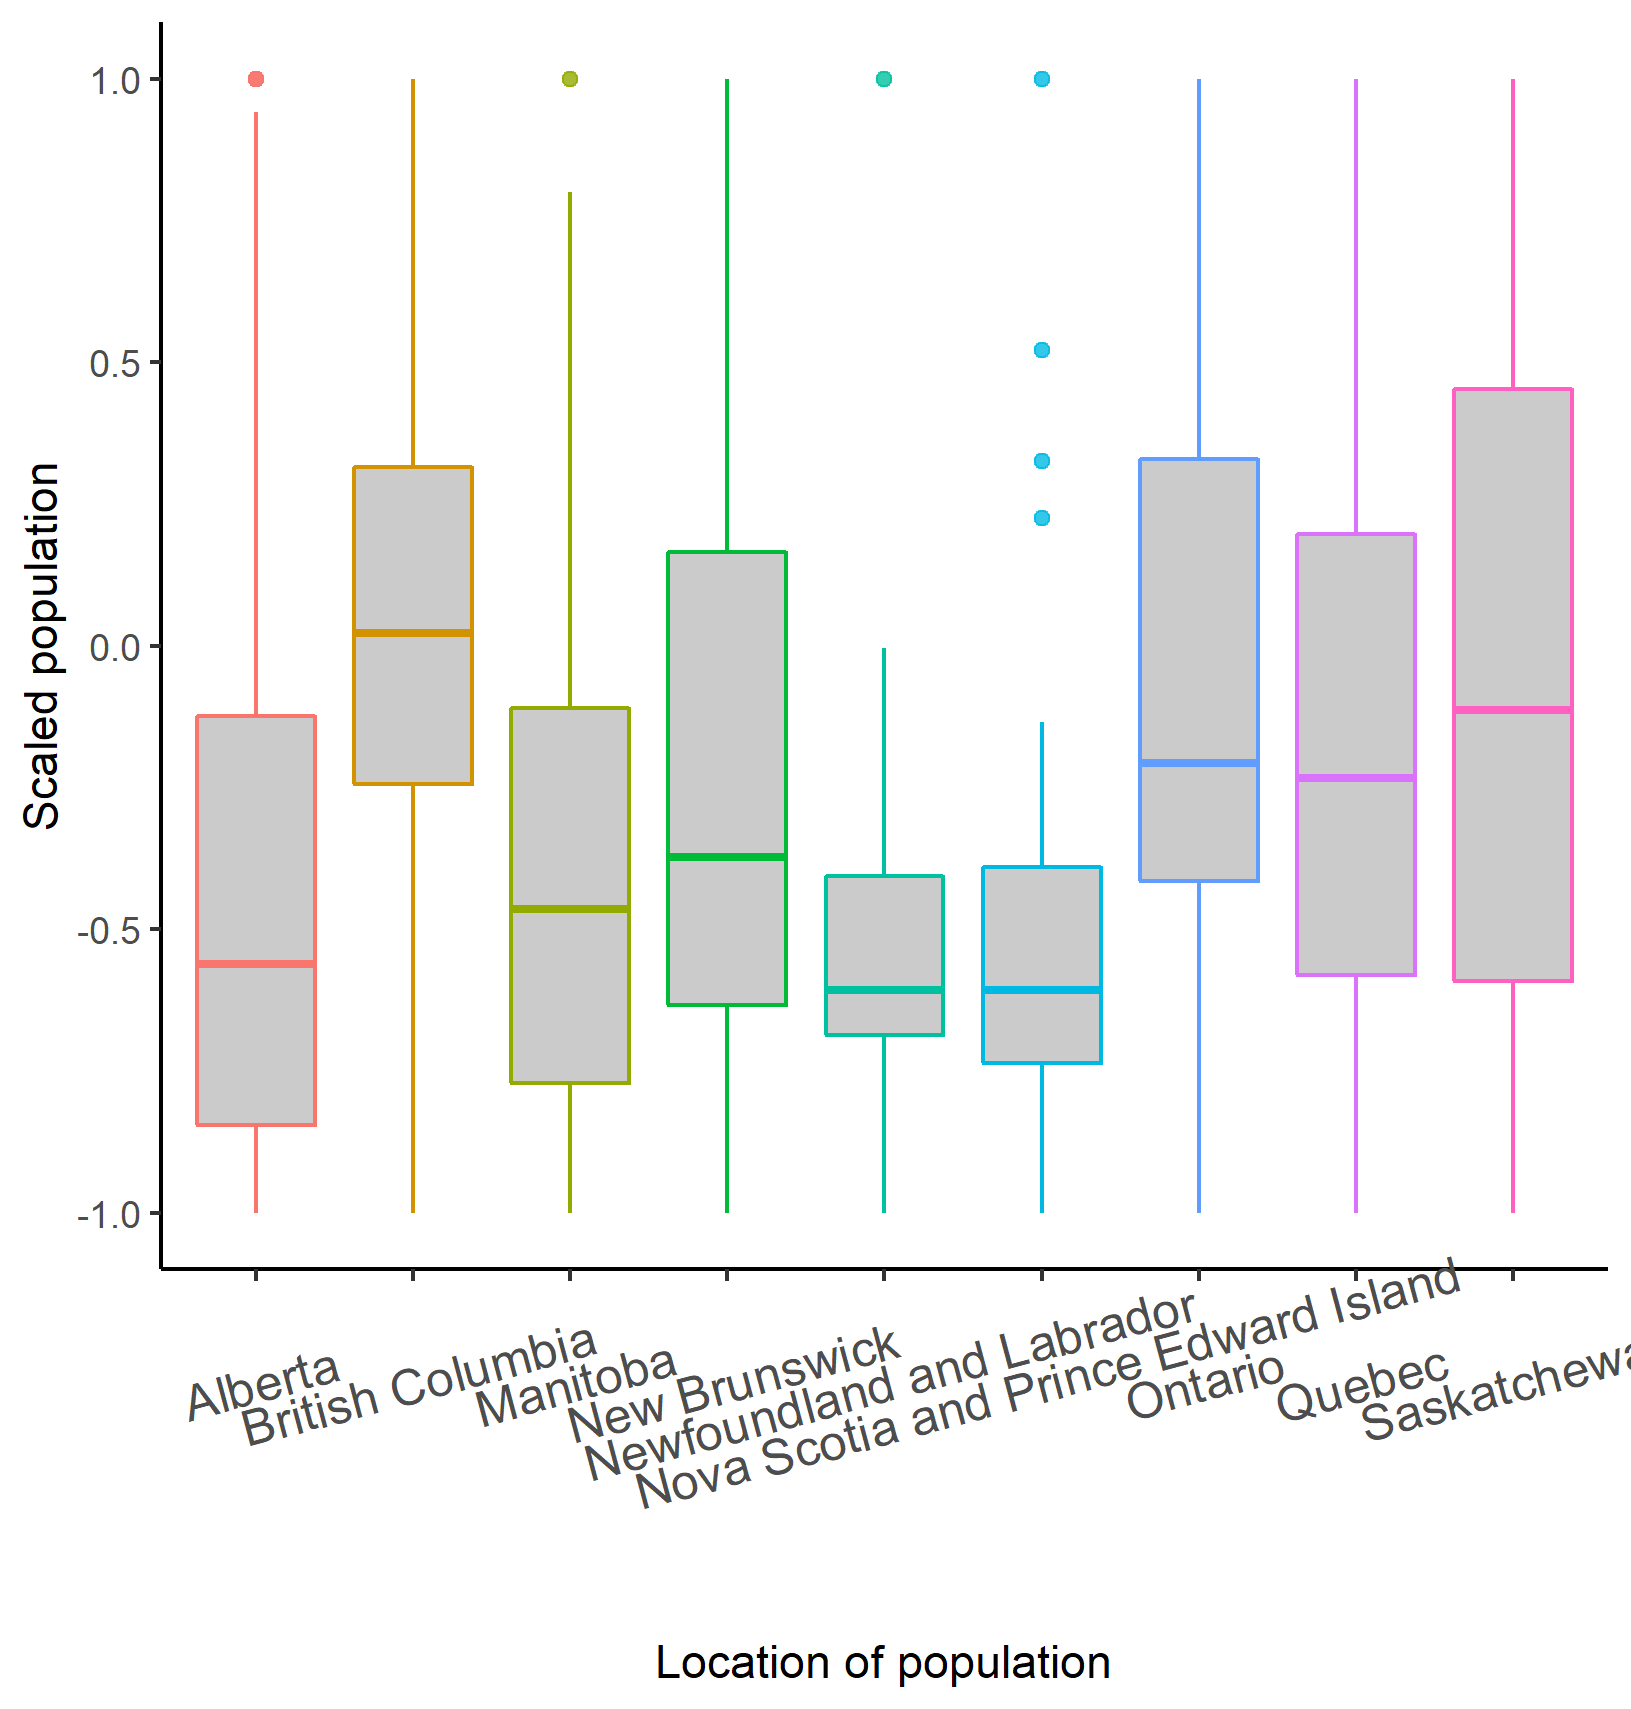 Scaled population
1.0
0.5
0.0
-0.5
-1.0
Alberta
British Columbia
Manitoba
New Brunswick
Newfoundland and Labrador
Nova Scotia and Prince Edward Island
Ontario
Quebec
Saskatchewa
Location of population